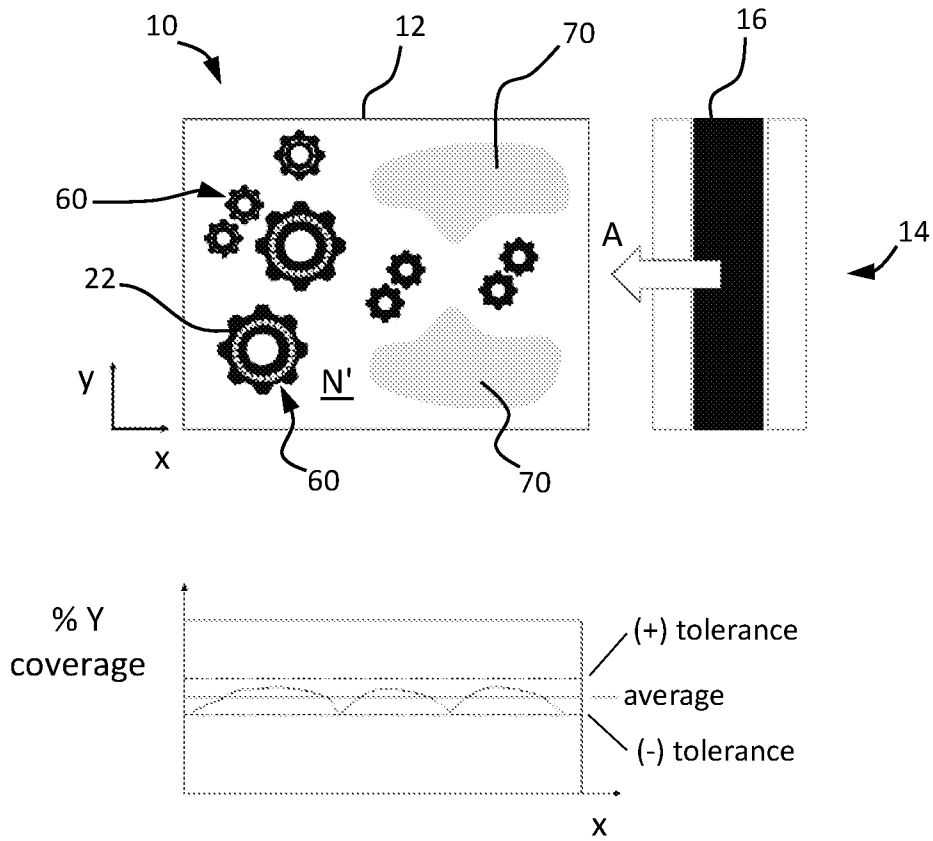 10
12
70
16
60
A
14
22
y
N'
x
60
70
% Y
coverage
(+) tolerance
average
(-) tolerance
x